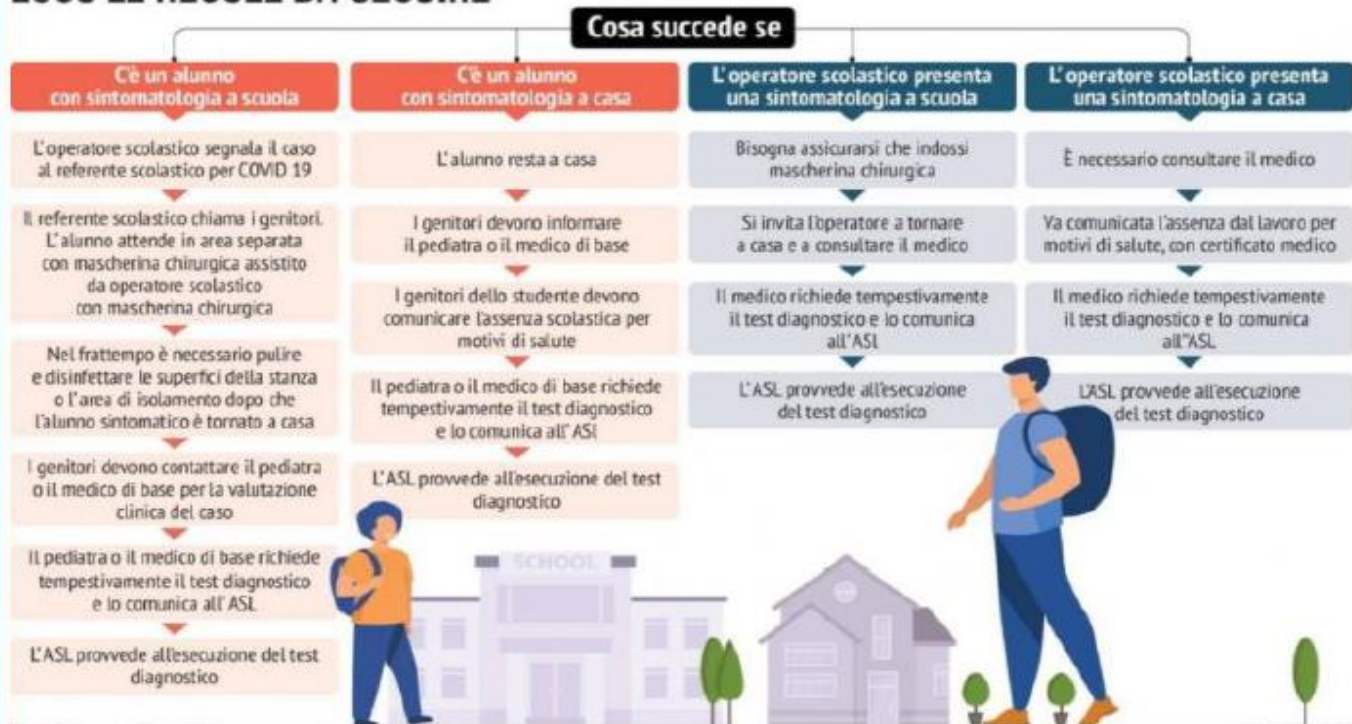 Cosa succede se
C'è un alunno
con sintomatologia a scuola
L'operatore scolastico segnala il caso
al referente scolastico per COVID 19
Il referente scolastico chiama i genitori.
L'alunno attende in area separata
con mascherina chirurgica assistito
da operatore scolastico
con mascherina chirurgica
Nel frattempo è necessario pulire
e disinfettare le superfici della stanza
o l'area di isolamento dopo che
l'alunno sintomatico è tornato a casa
I genitori devono contattare il pediatra
o il medico di base per la valutazione
clinica del caso
Il pediatra o il medico di base richiede
tempestivamente il test diagnostico
e lo comunica all'ASL
L'ASL provvede all'esecuzione del test
diagnostico
C'è un alunno
con sintomatologia a casa
L'alunno resta a casa
I genitori devono informare
il pediatra o il medico di base
I genitori dello studente devono
comunicare l'assenza scolastica per
motivi di salute
Il pediatra o il medico di base richiede
tempestivamente il test diagnostico
e lo comunica all'ASL
L'ASL provvede all'esecuzione del test
diagnostico
L'operatore scolastico presenta
una sintomatologia a scuola
Bisogna assicurarsi che indossi
mascherina chirurgica
Si invita l'operatore a tornare
a casa e a consultare il medico
Il medico richiede tempestivamente
il test diagnostico e lo comunica
all'ASL
L'ASL provvede all'esecuzione
del test diagnostico
L'operatore scolastico presenta
una sintomatologia a casa
È necessario consultare il medico
Va comunicata l'assenza dal lavoro per
motivi di salute, con certificato medico
Il medico richiede tempestivamente
il test diagnostico e lo comunica
all'"ASL
L'ASL provvede all'esecuzione
del test diagnostico
SCHOOL